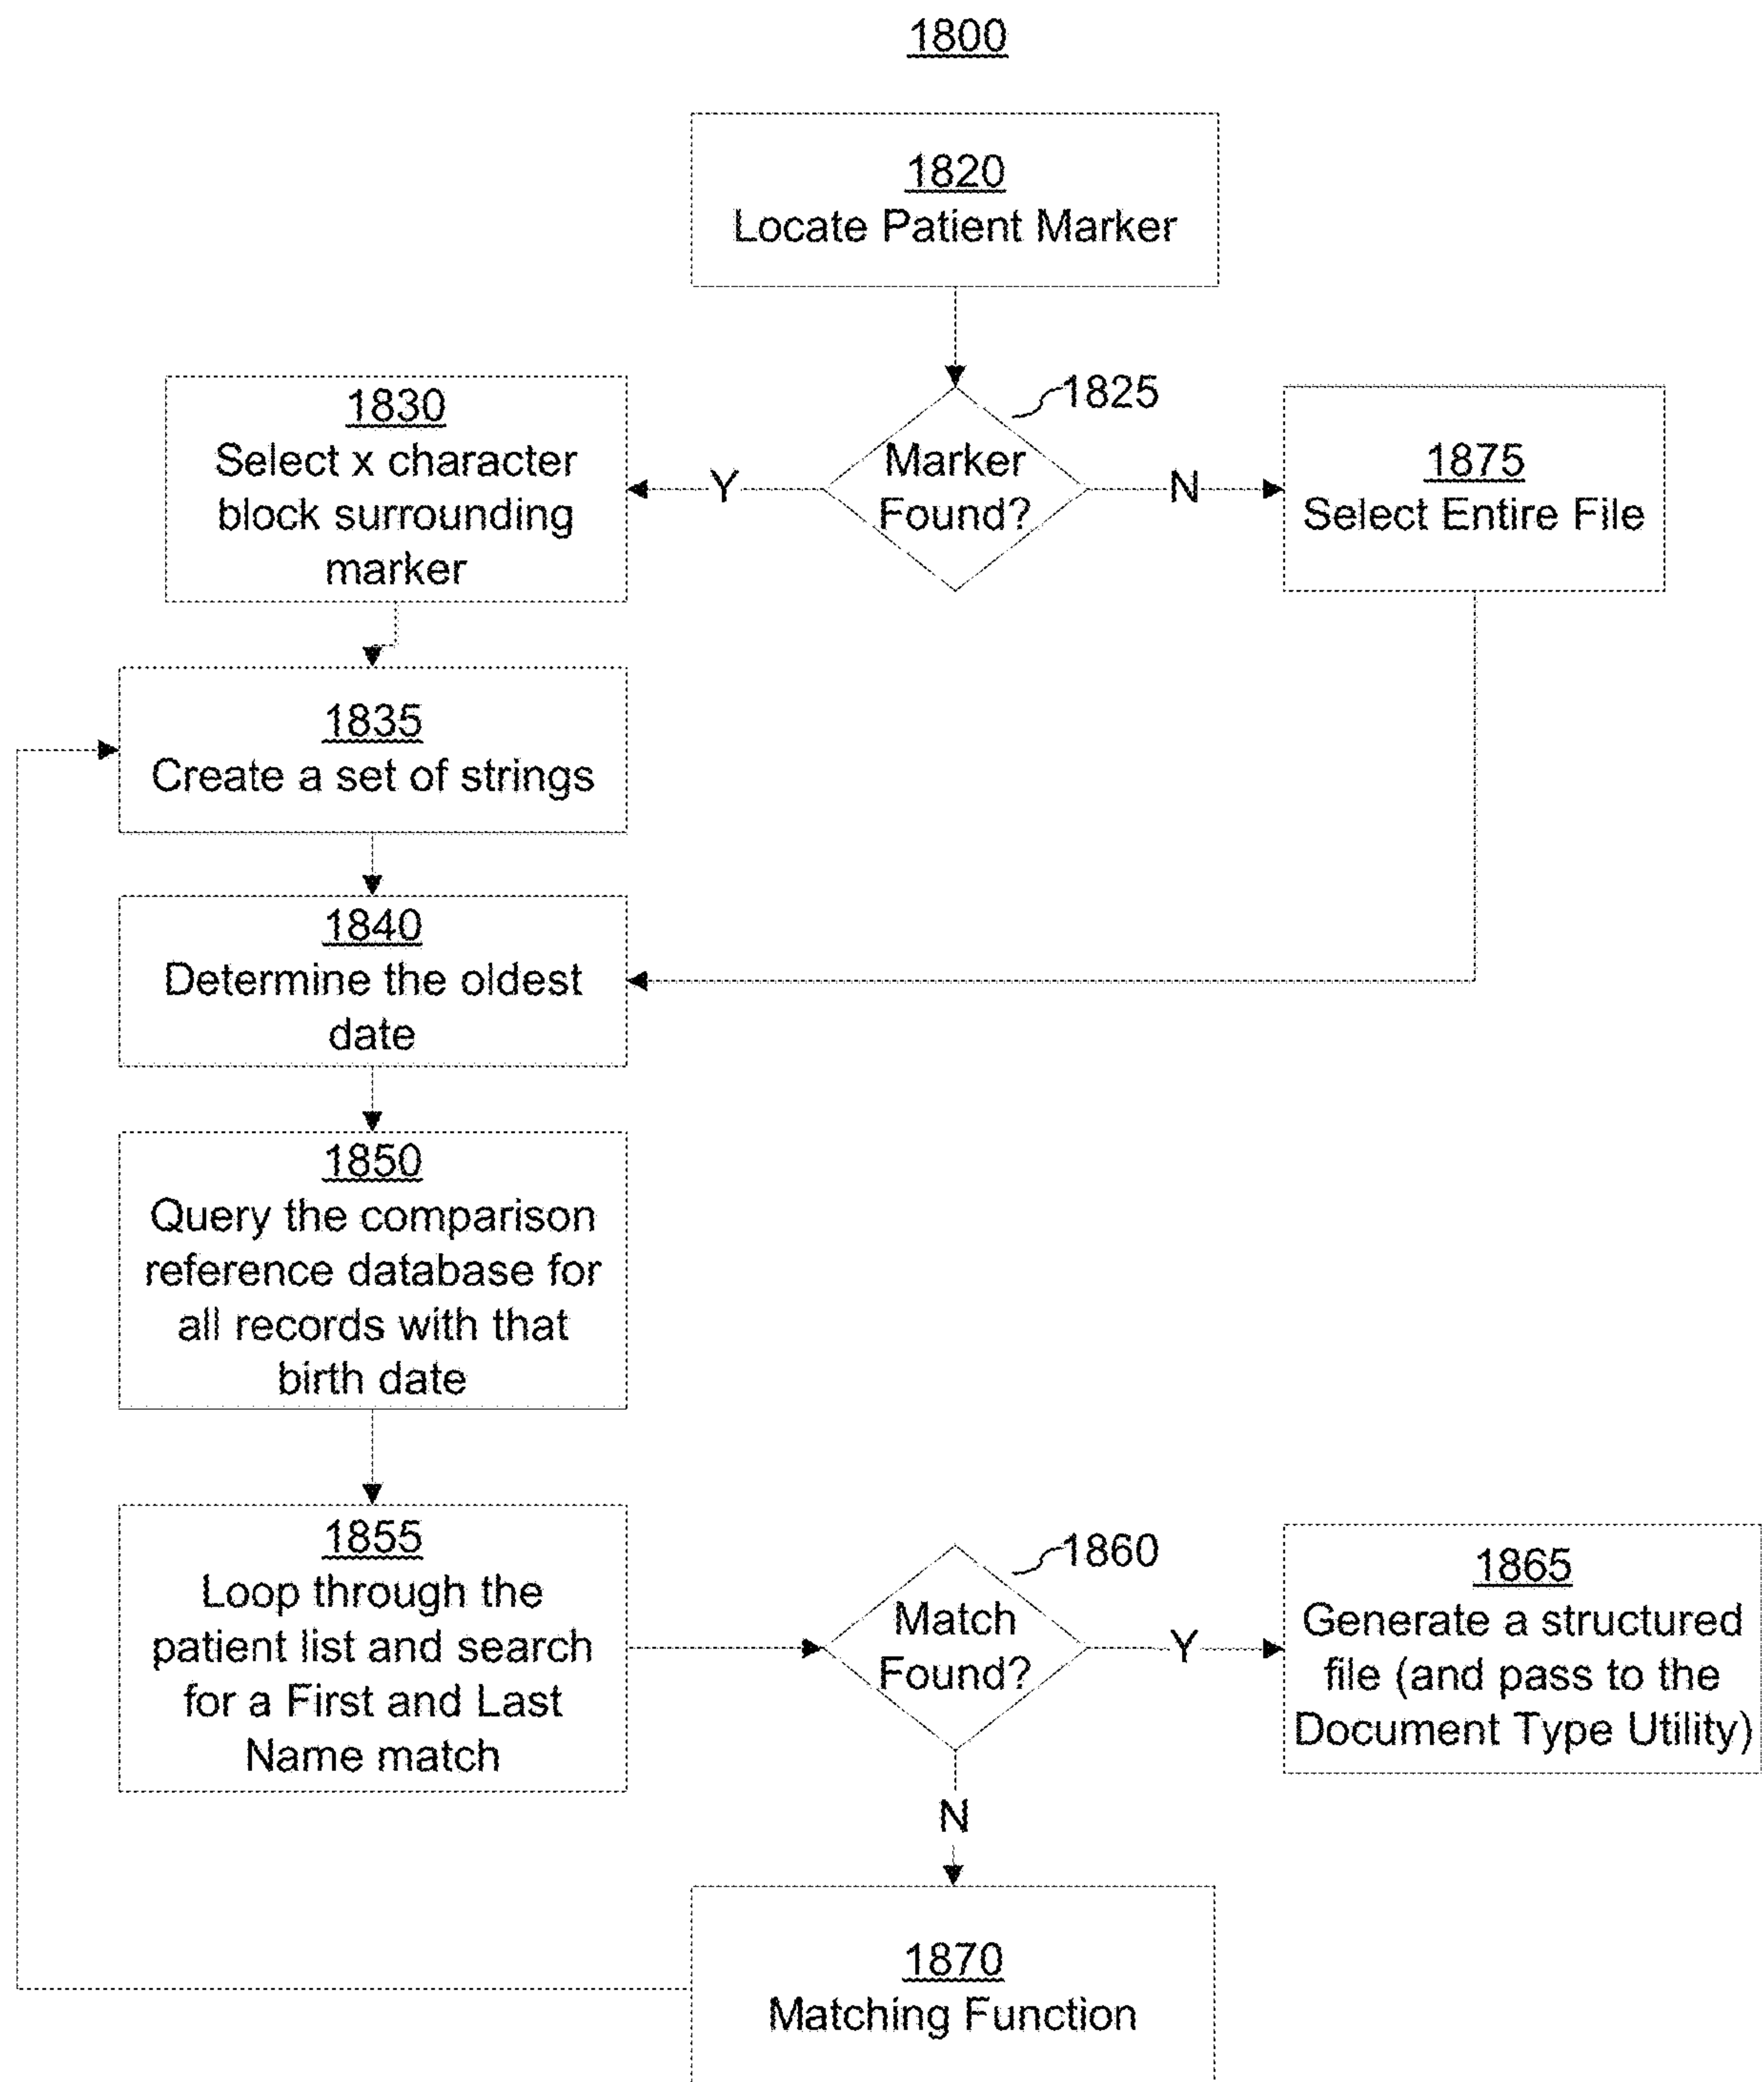 1800
1820
Locate Patient Marker
1825
1830
Select x character
block surrounding
marker
Y
Marker
Found?
N
1875
Select Entire File
1835
Create a set of strings
1840
Determine the oldest
date
1850
Query the comparison
reference database for
all records with that
birth date
1855
Loop through the
patient list and search
for a First and Last
Name match
1860
Match
Found?
Y
1865
Generate a structured
file (and pass to the
Document Type Utility)
N
1870
Matching Function